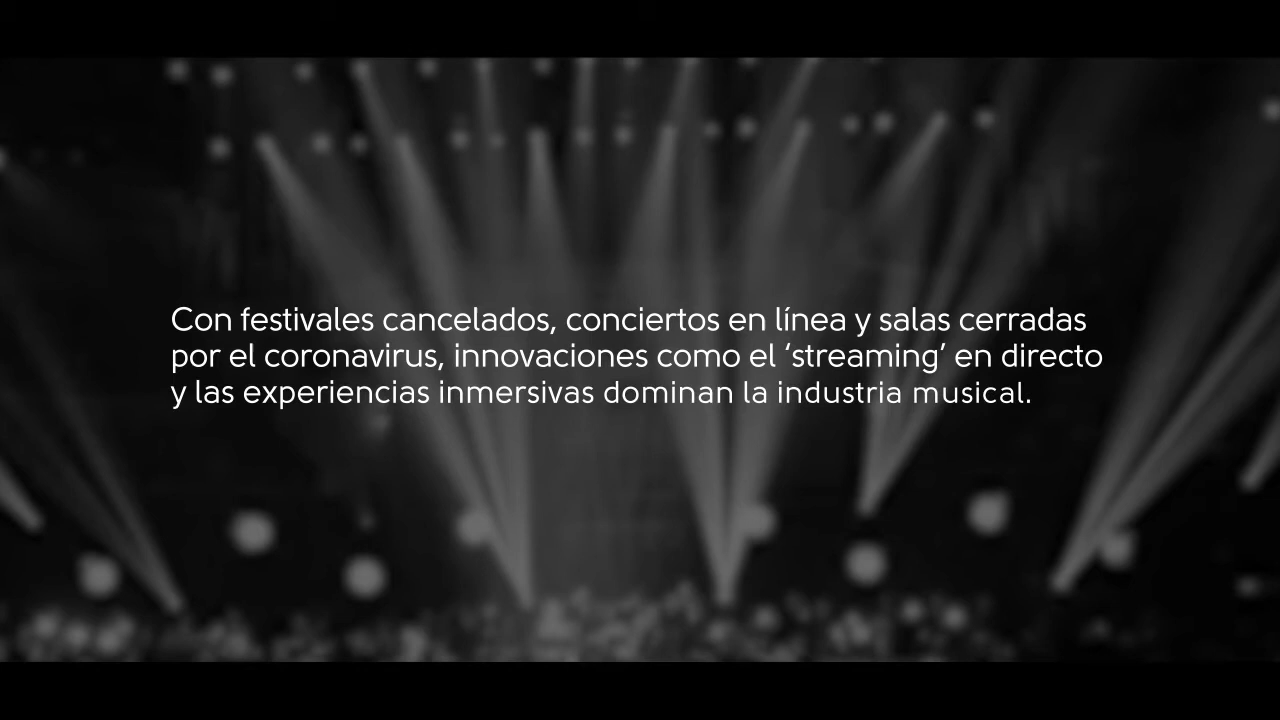 Con festivales cancelados, conciertos en línea y salas cerradas
por el coronavirus, innovaciones como el ‘streaming’ en directo
y las experiencias inmersivas dominan la industria musical.